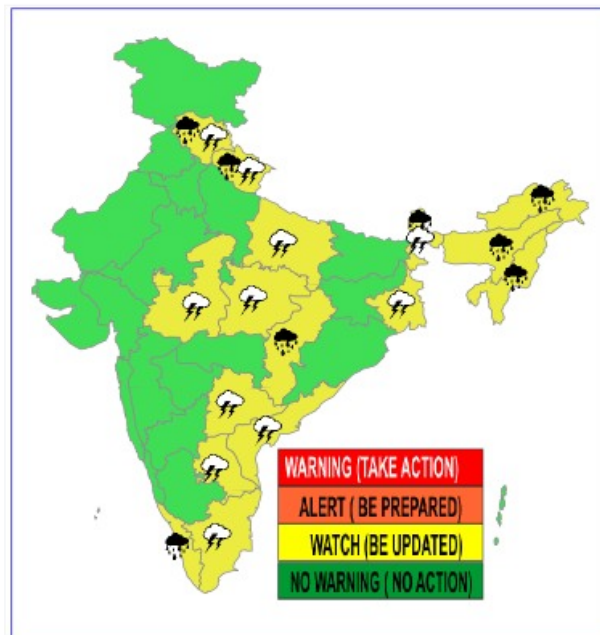 WARNING (TAKE ACTION)
ALERT ( BE PREPARED)
WATCH (BE UPDATED)
NO WARNING ( NO ACTION)